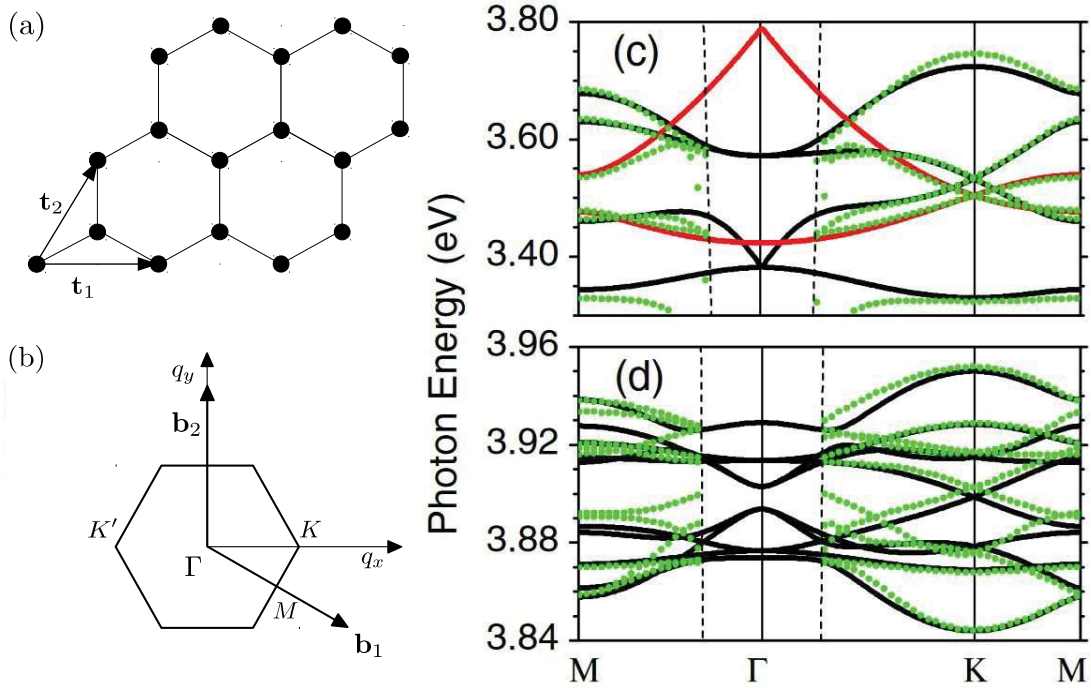 (a)
t2
t1
(b)
qy
b2
K′
K
Γ
qx
M
b1
Photon Energy (eV)
3.80
(c)
3.60
3.40
3.96
(d)
3.92
3.88
3.84
M
Γ
K
M